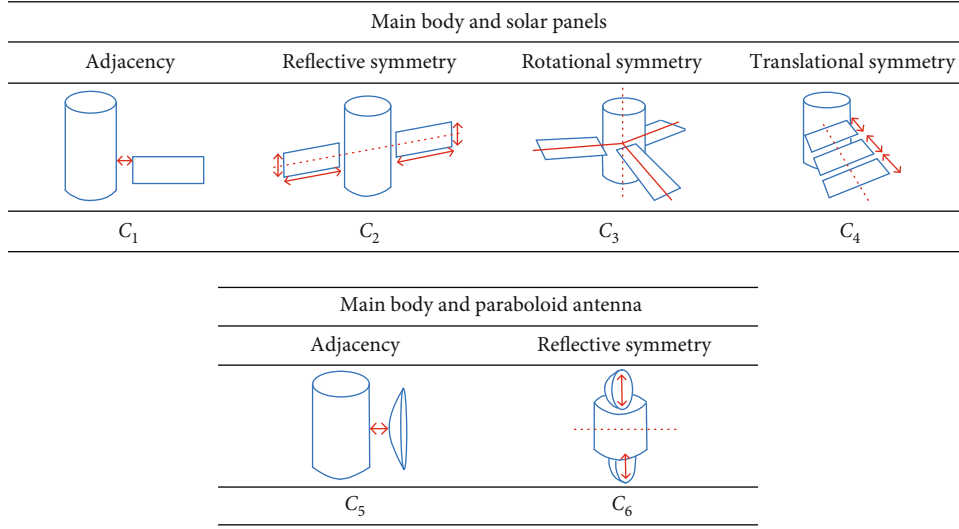 Main body and solar panels
Adjacency Reflective symmetry Rotational symmetry Translational symmetry
C1 C2 C3 C4
Main body and paraboloid antenna
Adjacency Reflective symmetry
C5 C6